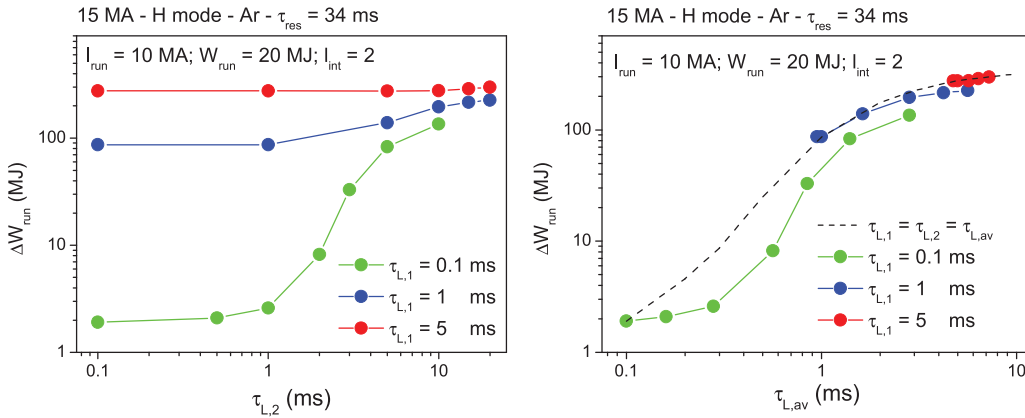 15 MA - H mode - Ar - τres = 34 ms
Irun = 10 MA; Wrun = 20 MJ; Iint = 2
ΔWrun (MJ)
100
10
1
τL,1 = 0.1 ms
τL,1 = 1 ms
τL,1 = 5 ms
0.1
1
10
τL,2 (ms)
15 MA - H mode - Ar - τres = 34 ms
Irun = 10 MA; Wrun = 20 MJ; Iint = 2
ΔWrun (MJ)
100
10
1
τL,1 = τL,2 = τL,av
τL,1 = 0.1 ms
τL,1 = 1 ms
τL,1 = 5 ms
0.1
1
10
τL,av (ms)